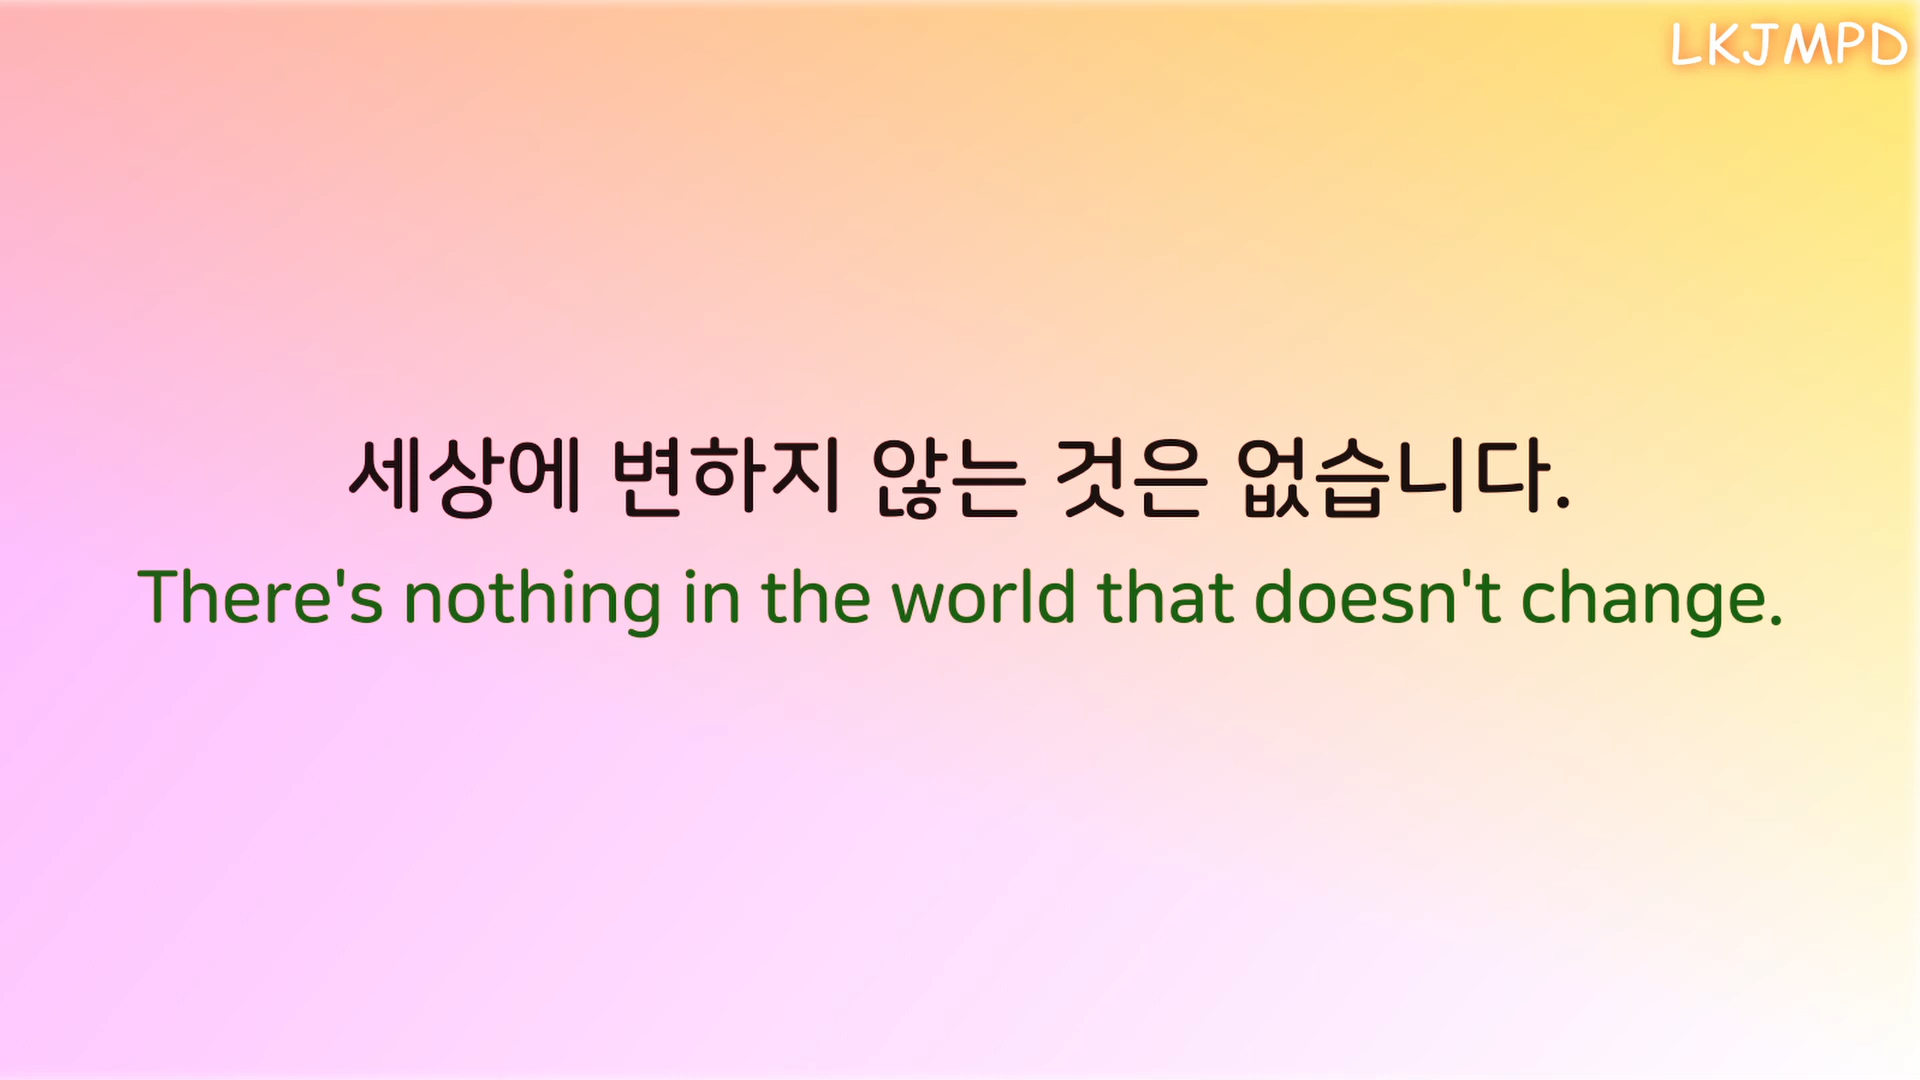 LKJMPD
세상에 변하지 않는 것은 없습니다.
There's nothing in the world that doesn't change.